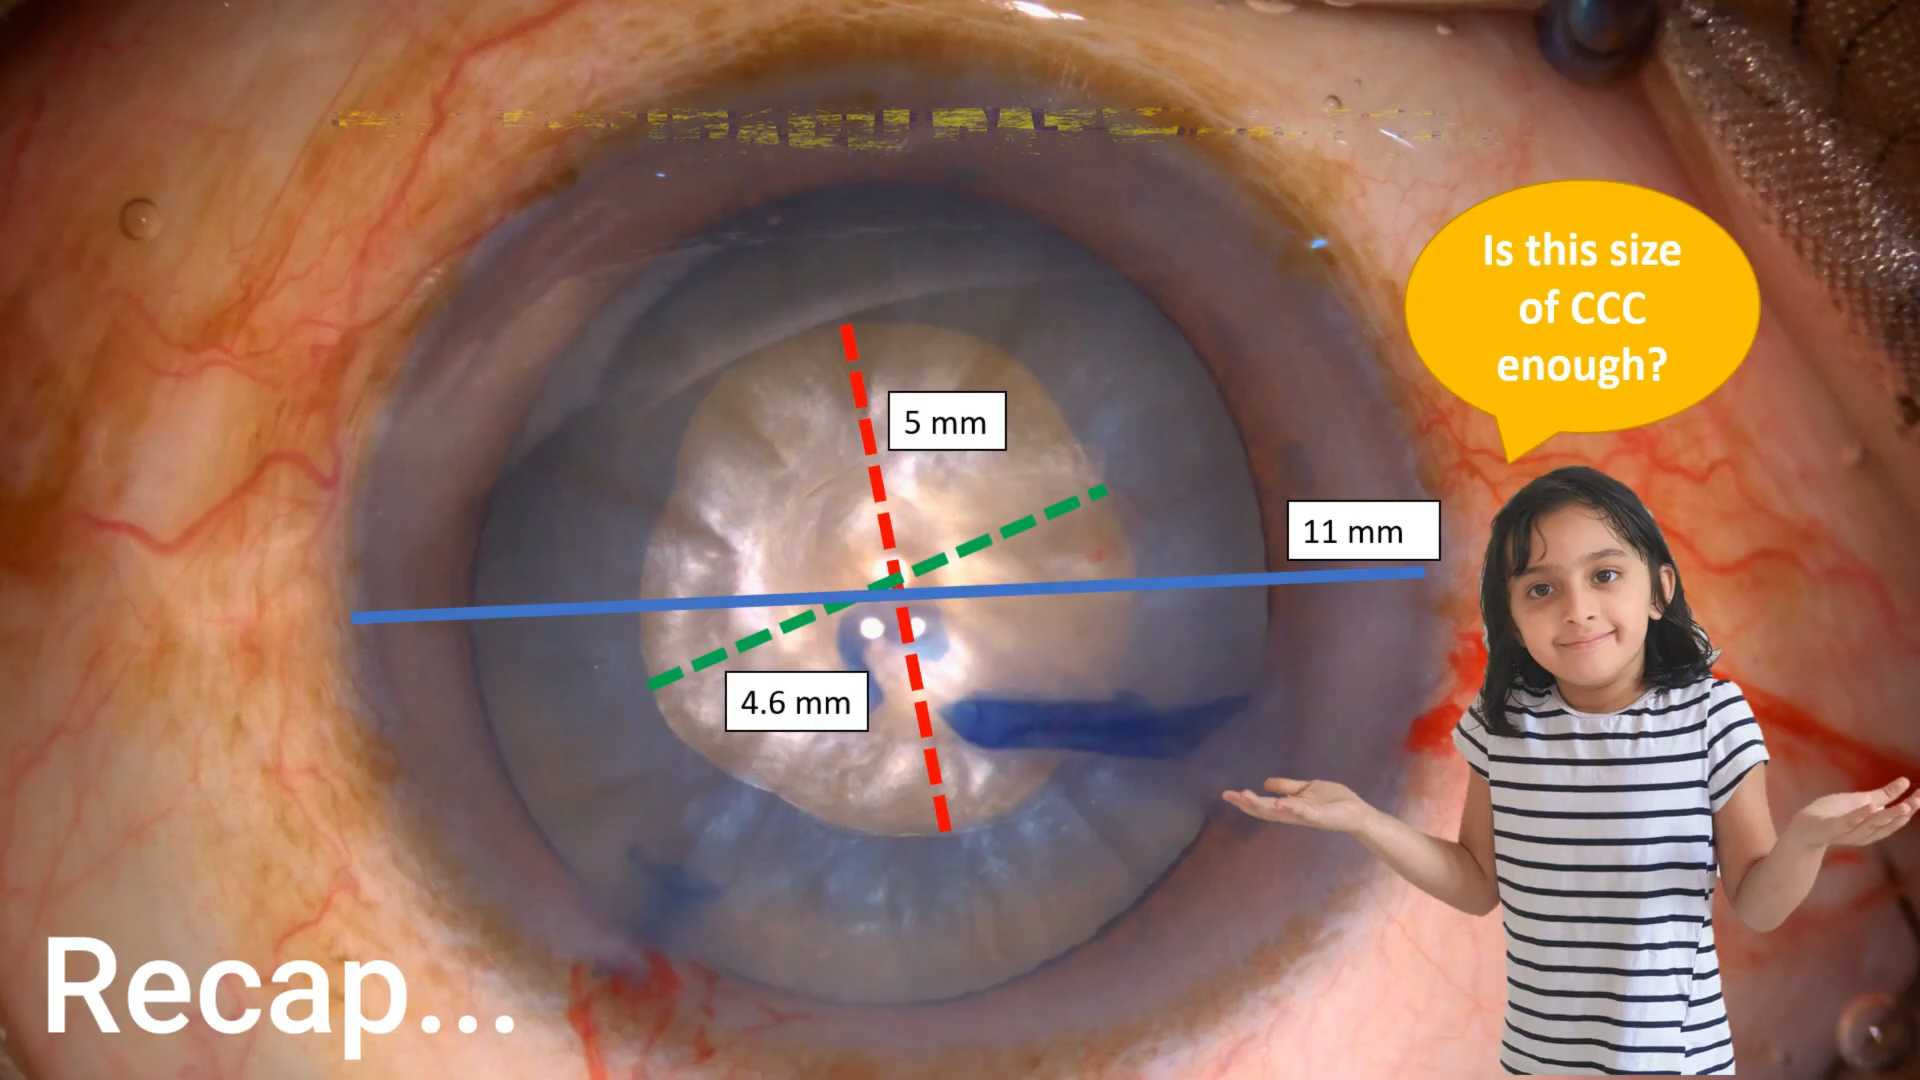 Is this size
of CCC
enough?
5 mm
11 mm
4.6 mm
Recap...